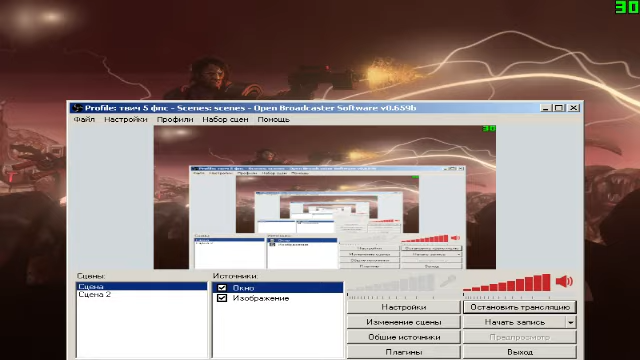 30
Profile: твич 5 фпс - Scenes: scenes - Open Broadcaster Software v0.659b
Файл Настройки Профили Набор сцен Помощь
30
Сцены: Источники:
Сцена Окно
Сцена 2 Изображение
Настройки Остановить трансляцию
Изменение сцены Начать запись
Общие источники Предпросмотр
Плагины Выход